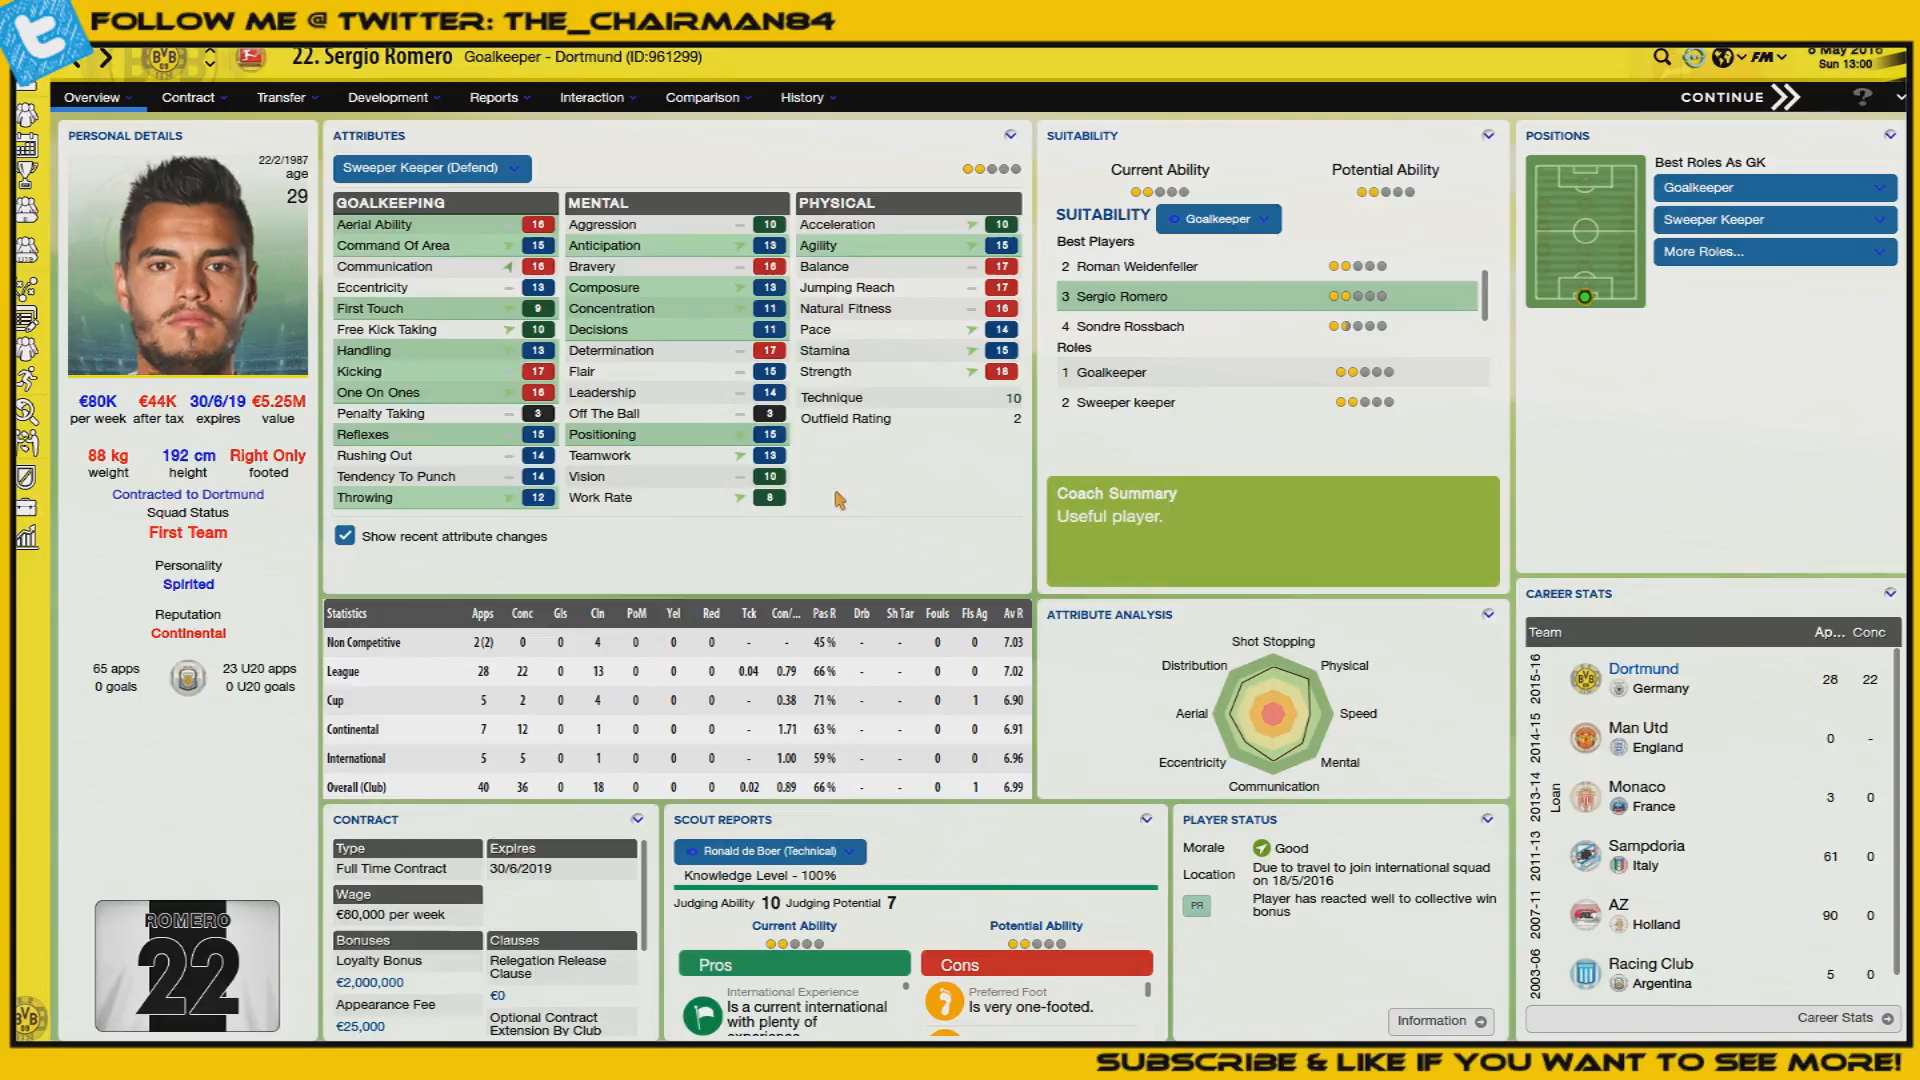 FOLLOW ME @ TWITTER: THE_CHAIRMAN84
22. Sergio Romero Goalkeeper - Dortmund (ID:961299)
FM
6 May 2016
Sun 13:00
Overview Contract Transfer Development Reports Interaction Comparison History CONTINUE
PERSONAL DETAILS
22/2/1987
age
29
€80K €44K 30/6/19 €5.25M
per week after tax expires value
88 kg 192 cm Right Only
weight height footed
Contracted to Dortmund
Squad Status
First Team
Personality
Spirited
Reputation
Continental
65 apps 23 U20 apps
0 goals 0 U20 goals
ROMERO
22
ATTRIBUTES
Sweeper Keeper (Defend)
GOALKEEPING
Aerial Ability 16
Command Of Area 15
Communication 16
Eccentricity 13
First Touch 9
Free Kick Taking 10
Handling 13
Kicking 17
One On Ones 16
Penalty Taking 3
Reflexes 15
Rushing Out 14
Tendency To Punch 14
Throwing 12
MENTAL
Aggression 10
Anticipation 13
Bravery 16
Composure 13
Concentration 11
Decisions 11
Determination 17
Flair 15
Leadership 14
Off The Ball 3
Positioning 15
Teamwork 13
Vision 10
Work Rate 8
PHYSICAL
Acceleration 10
Agility 15
Balance 17
Jumping Reach 17
Natural Fitness 16
Pace 14
Stamina 15
Strength 18
Technique 10
Outfield Rating 2
Show recent attribute changes
Statistics Apps Conc Gls Cln PoM Yel Red Tck Con/... Pas R Drb Sh Tar Fouls Fls Ag Av R
Non Competitive 2 (2) 0 0 4 0 0 0 - - 45 % - - 0 0 7.03
League 28 22 0 13 0 0 0 0.04 0.79 66 % - - 0 0 7.02
Cup 5 2 0 4 0 0 0 - 0.38 71 % - - 0 1 6.90
Continental 7 12 0 1 0 0 0 - 1.71 63 % - - 0 0 6.91
International 5 5 0 1 0 0 0 - 1.00 59 % - - 0 0 6.96
Overall (Club) 40 36 0 18 0 0 0 0.02 0.89 66 % - - 0 1 6.99
CONTRACT
Type Expires
Full Time Contract 30/6/2019
Wage
€80,000 per week
Bonuses Clauses
Loyalty Bonus
€2,000,000
Appearance Fee
€25,000
Relegation Release
Clause
€0
Optional Contract
Extension By Club
SCOUT REPORTS
Ronald de Boer (Technical)
Knowledge Level - 100%
Judging Ability 10 Judging Potential 7
Current Ability Potential Ability
Pros Cons
International Experience
Is a current international
with plenty of
experience
Preferred Foot
Is very one-footed.
SUITABILITY
Current Ability Potential Ability
SUITABILITY Goalkeeper
Best Players
2 Roman Weidenfeller
3 Sergio Romero
4 Sondre Rossbach
Roles
1 Goalkeeper
2 Sweeper keeper
Coach Summary
Useful player.
ATTRIBUTE ANALYSIS
Shot Stopping
Distribution Physical
Aerial Speed
Eccentricity Mental
Communication
PLAYER STATUS
Morale Good
Location Due to travel to join international squad
on 18/5/2016
PR Player has reacted well to collective win
bonus
Information
POSITIONS
Best Roles As GK
Goalkeeper
Sweeper Keeper
More Roles...
CAREER STATS
Team Ap... Conc
2015-16 Dortmund 28 22
Germany
2014-15 Man Utd 0 -
England
2013-14 Loan Monaco 3 0
France
2011-13 Sampdoria 61 0
Italy
2007-11 AZ 90 0
Holland
2003-06 Racing Club 5 0
Argentina
Career Stats
SUBSCRIBE & LIKE IF YOU WANT TO SEE MORE!